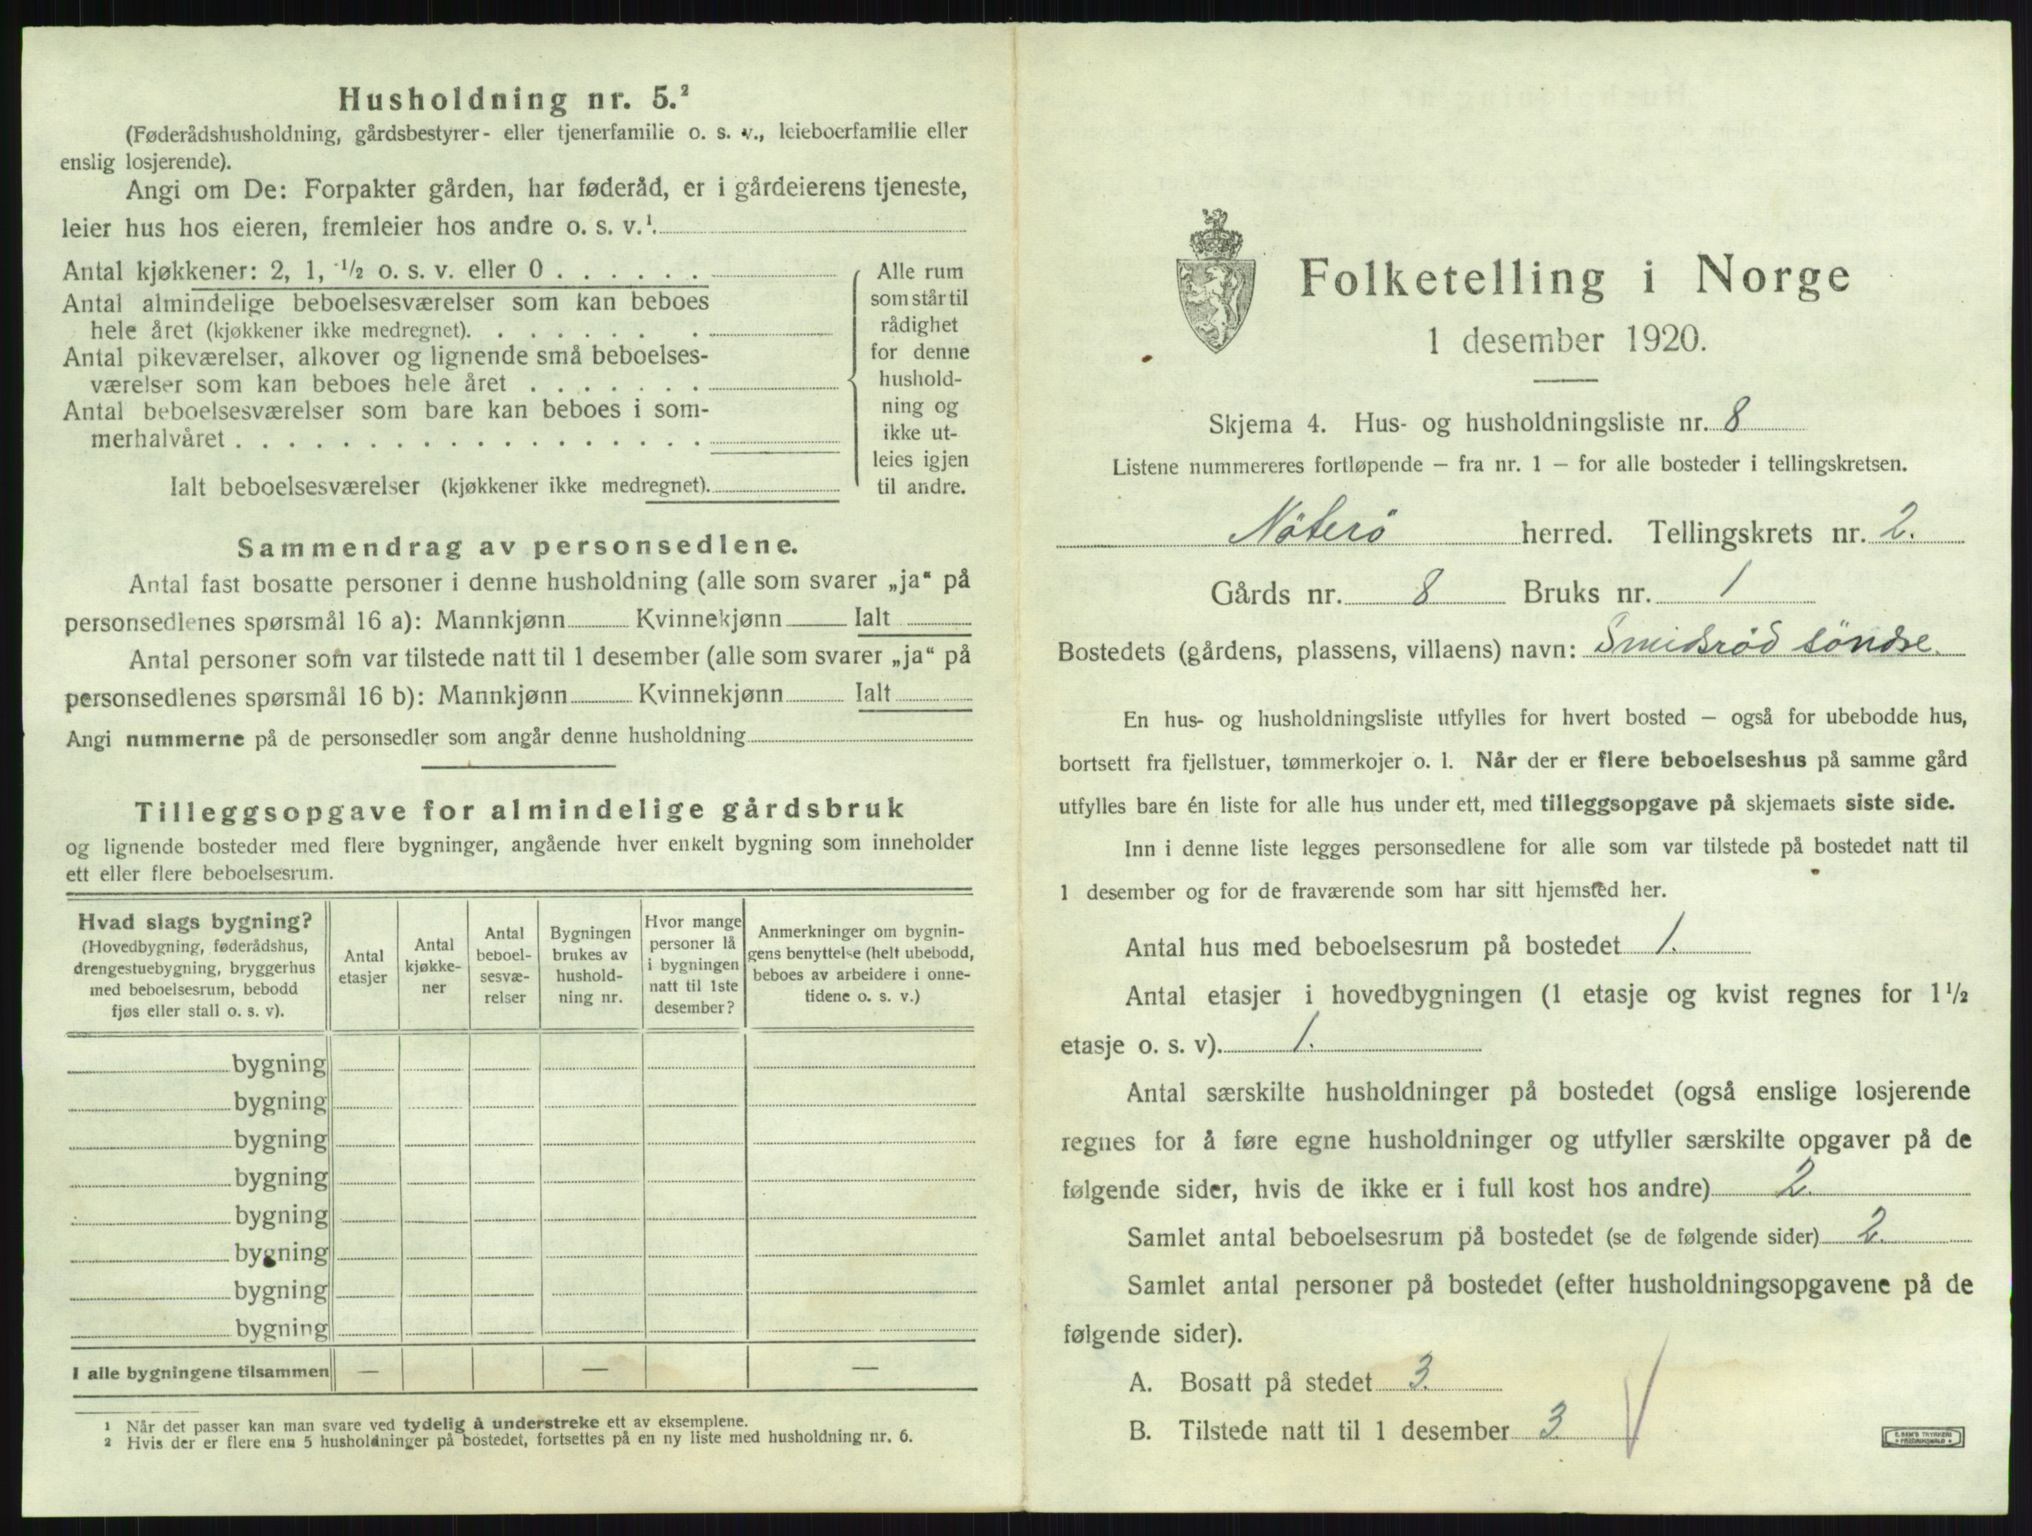 Husholdning nr. 5.²
(Føderådshusholdning, gårdsbestyrer- eller tjenerfamilie o. s. v., leieboerfamilie eller
enslig losjerende).
Angi om De: Forpakter gården, har føderåd, er i gårdeierens tjeneste,
leier hus hos eieren, fremleier hos andre o. s. v.¹
Antal kjøkkener: 2, 1, ¹/₂ o. s. v. eller 0 . . . . . .
Antal almindelige beboelsesværelser som kan beboes
hele året (kjøkkener ikke medregnet). . . . . . . .
Antal pikeværelser, alkover og lignende små beboelses-
værelser som kan beboes hele året . . . . . . .
Antal beboelsesværelser som bare kan beboes i som-
merhalvåret . . . . . . . . . . . . . . . . . .
Ialt beboelsesværelser (kjøkkener ikke medregnet).
Alle rum
som står til
rådighet
for denne
hushold-
ning og
ikke ut-
leies igjen
til andre.
Sammendrag av personsedlene.
Antal fast bosatte personer i denne husholdning (alle som svarer „ja“ på
personsedlenes spørsmål 16 a): Mannkjønn Kvinnekjønn Ialt
Antal personer som var tilstede natt til 1 desember (alle som svarer „ja“ på
personsedlenes spørsmål 16 b): Mannkjønn Kvinnekjønn Ialt
Angi nummerne på de personsedler som angår denne husholdning
Tilleggsopgave for almindelige gårdsbruk
og lignende bosteder med flere bygninger, angående hver enkelt bygning som inneholder
ett eller flere beboelsesrum.
Hvad slags bygning?
(Hovedbygning, føderådshus,
drengestuebygning, bryggerhus
med beboelsesrum, bebodd
fjøs eller stall o. s. v).
Antal
etasjer
Antal
kjøkke-
ner
Antal
beboel-
sesvæ-
relser
Bygningen
brukes av
hushold-
ning nr.
Hvor mange
personer lå
i bygningen
natt til 1ste
desember?
Anmerkninger om bygnin-
gens benyttelse (helt ubebodd,
beboes av arbeidere i onne-
tidene o. s. v.)
bygning
bygning
bygning
bygning
bygning
bygning
bygning
bygning
I alle bygningene tilsammen — — —
¹ Når det passer kan man svare ved tydelig å understreke ett av eksemplene.
² Hvis der er flere enn 5 husholdninger på bostedet, fortsettes på en ny liste med husholdning nr. 6.
Folketelling i Norge
1 desember 1920.
Skjema 4. Hus- og husholdningsliste nr. 8
Listene nummereres fortløpende – fra nr. 1 – for alle bosteder i tellingskretsen.
Nöterö herred. Tellingskrets nr. 2.
Gårds nr. 8 Bruks nr. 1
Bostedets (gårdens, plassens, villaens) navn: Smidsrød söndre.
En hus- og husholdningsliste utfylles for hvert bosted – også for ubebodde hus,
bortsett fra fjellstuer, tømmerkojer o. l. Når der er flere beboelseshus på samme gård
utfylles bare én liste for alle hus under ett, med tilleggsopgave på skjemaets siste side.
Inn i denne liste legges personsedlene for alle som var tilstede på bostedet natt til
1 desember og for de fraværende som har sitt hjemsted her.
Antal hus med beboelsesrum på bostedet 1.
Antal etasjer i hovedbygningen (1 etasje og kvist regnes for 1 ¹/₂
etasje o. s. v). 1.
Antal særskilte husholdninger på bostedet (også enslige losjerende
regnes for å føre egne husholdninger og utfyller særskilte opgaver på de
følgende sider, hvis de ikke er i full kost hos andre) 2.
Samlet antal beboelsesrum på bostedet (se de følgende sider) 2.
Samlet antal personer på bostedet (efter husholdningsopgavene på de
følgende sider).
A. Bosatt på stedet 3.
B. Tilstede natt til 1 desember 3.